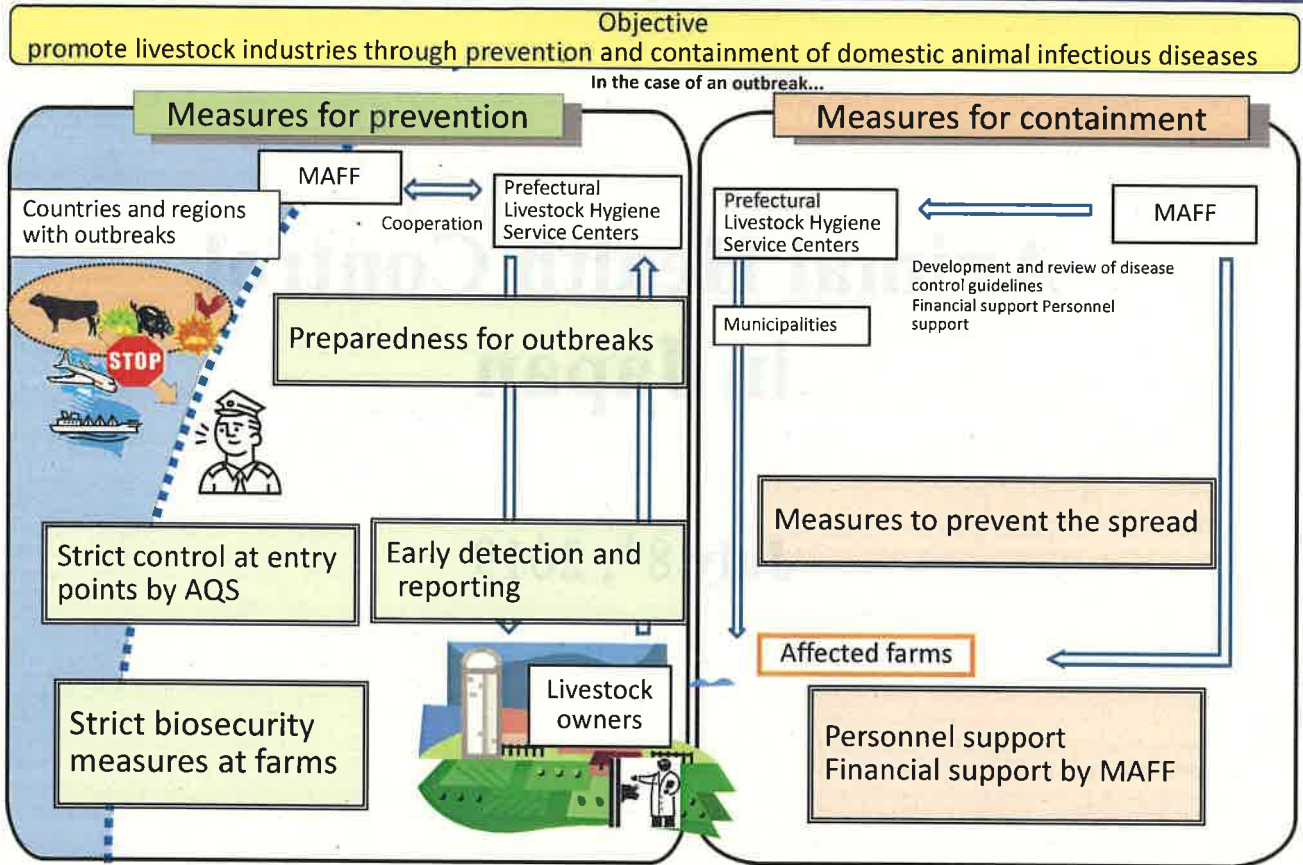 Objective
promote livestock industries through prevention and containment of domestic animal infectious diseases
In the case of an outbreak...
Measures for prevention
MAFF
Cooperation
Prefectural
Livestock Hygiene
Service Centers
Countries and regions
with outbreaks
STOP
Preparedness for outbreaks
Strict control at entry
points by AQS
Early detection and
reporting
Strict biosecurity
measures at farms
Livestock
owners
Measures for containment
Prefectural
Livestock Hygiene
Service Centers
MAFF
Development and review of disease
control guidelines
Financial support Personnel
support
Municipalities
Measures to prevent the spread
Affected farms
Personnel support
Financial support by MAFF